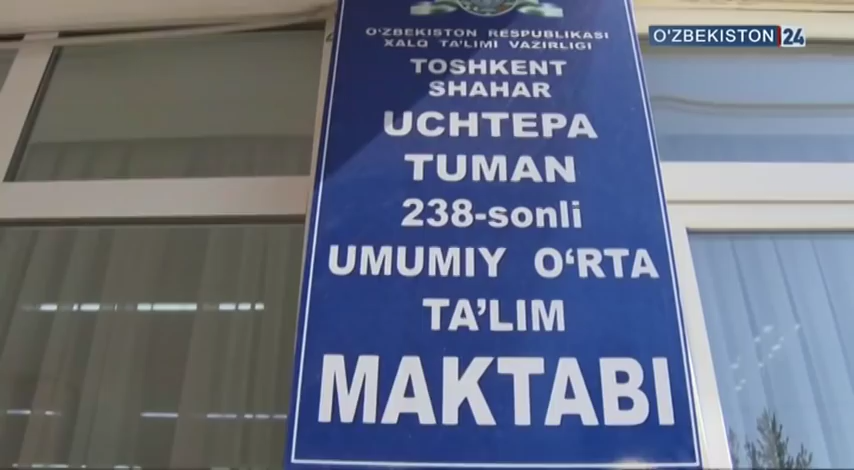 O'ZBEKISTON 24
O'ZBEKISTON RESPUBLIKASI
XALQ TA'LIMI VAZIRLIGI
TOSHKENT
SHAHAR
UCHTEPA
TUMAN
238-sonli
UMUMIY O‘RTA
TA’LIM
MAKTABI